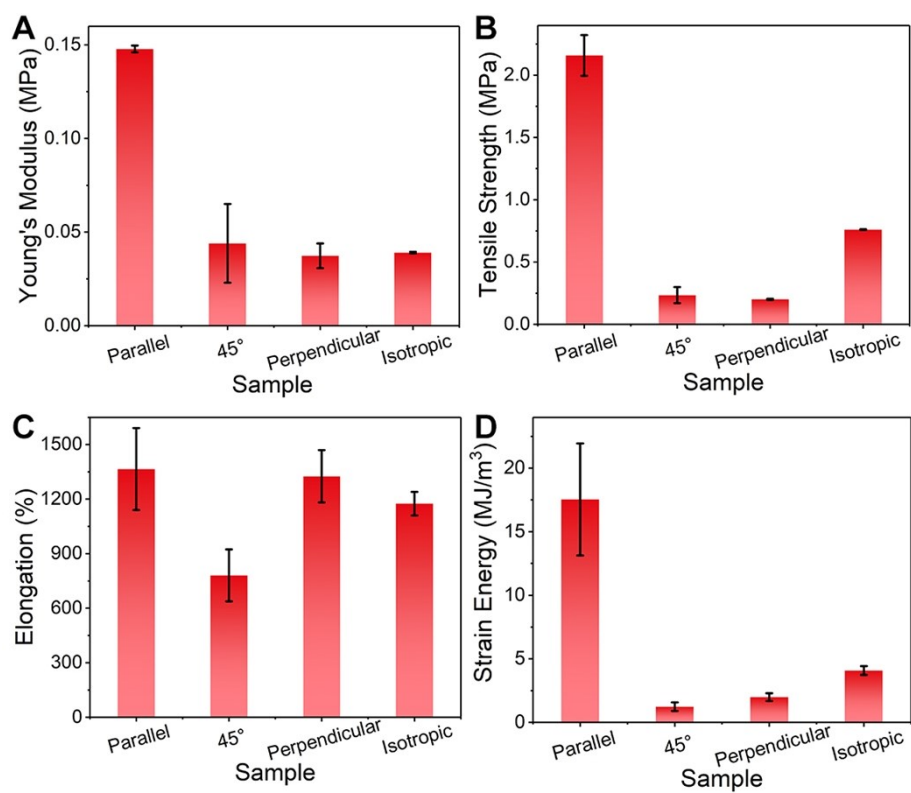 A
Young's Modulus (MPa)
0.15
0.10
0.05
0.00
Parallel
45°
Perpendicular
Isotropic
Sample
B
Tensile Strength (MPa)
2.0
1.5
1.0
0.5
0.0
Parallel
45°
Perpendicular
Isotropic
Sample
C
Elongation (%)
1500
1200
900
600
300
0
Parallel
45°
Perpendicular
Isotropic
Sample
D
Strain Energy (MJ/m³)
20
15
10
5
0
Parallel
45°
Perpendicular
Isotropic
Sample